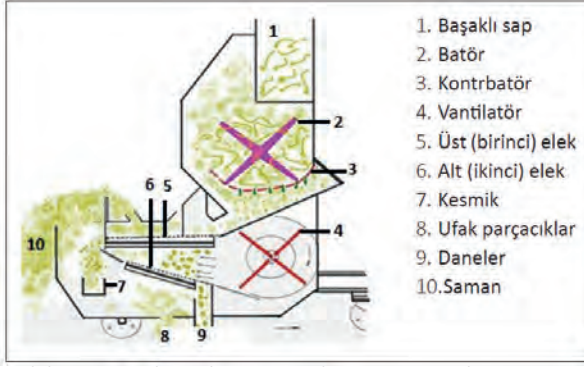 1
2
3
6 5
4
10
7
8
9
1. Başaklı sap
2. Batör
3. Kontrbatör
4. Vantilatör
5. Üst (birinci) elek
6. Alt (ikinci) elek
7. Kesmik
8. Ufak parçacıklar
9. Daneler
10.Saman